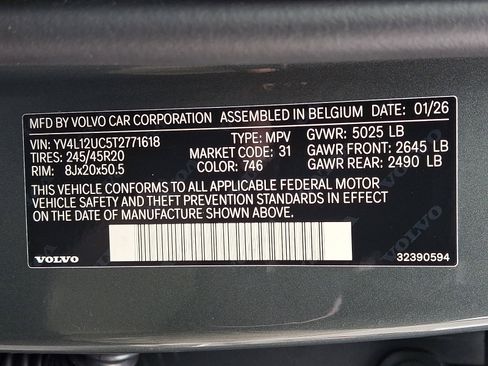 MFD BY VOLVO CAR CORPORATION ASSEMBLED IN BELGIUM DATE: 01/26
VIN: YV4L12UC5T2771618 TYPE: MPV GVWR: 5025 LB
TIRES: 245/45R20 MARKET CODE: 31 GAWR FRONT: 2645 LB
RIM: 8Jx20x50.5 COLOR: 746 GAWR REAR: 2490 LB
THIS VEHICLE CONFORMS TO ALL APPLICABLE FEDERAL MOTOR
VEHICLE SAFETY AND THEFT PREVENTION STANDARDS IN EFFECT
ON THE DATE OF MANUFACTURE SHOWN ABOVE.
VOLVO 32390594